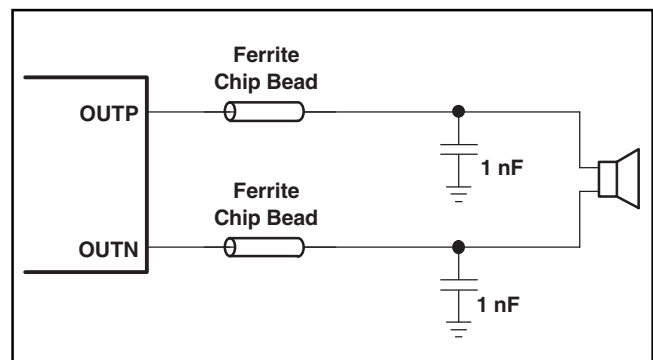 Ferrite
Chip Bead
OUTP
1 nF
Ferrite
Chip Bead
OUTN
1 nF